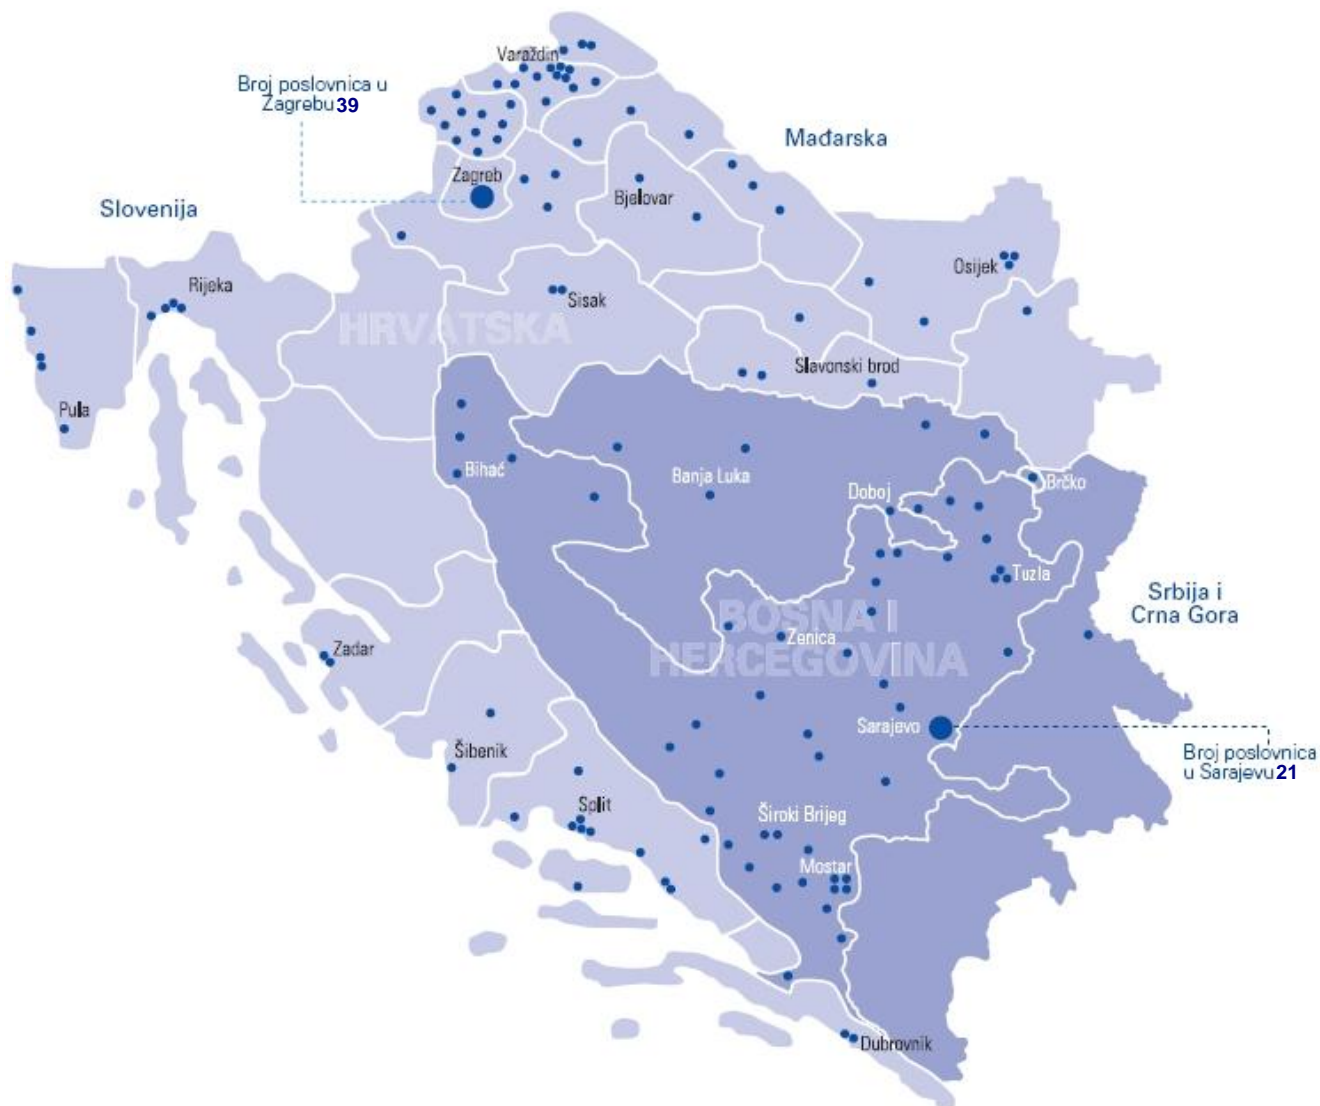 Varaždin
Broj poslovnica u
Zagrebu 39
Mađarska
Zagreb
Bjelovar
Slovenija
Osijek
Rijeka
Sisak
HRVATSKA
Slavonski brod
Pula
Bihać
Banja Luka
Doboj
Brčko
Tuzla
Srbija i
Crna Gora
BOSNA I
HERCEGOVINA
Zenica
Zadar
Sarajevo
Broj poslovnica
u Sarajevu 21
Šibenik
Split
Široki Brijeg
Mostar
Dubrovnik